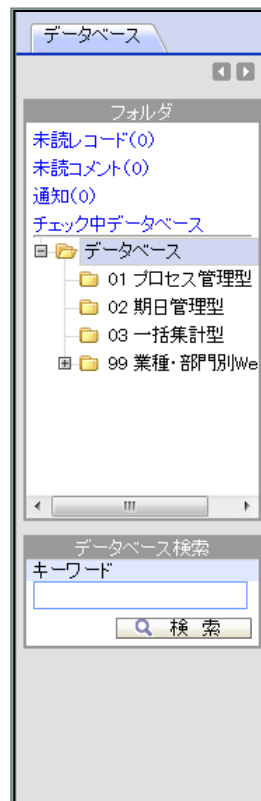 データベース
フォルダ
未読レコード(0)
未読コメント(0)
通知(0)
チェック中データベース
データベース
01 プロセス管理型
02 期日管理型
03 一括集計型
99 業種・部門別We
データベース検索
キーワード
検 索